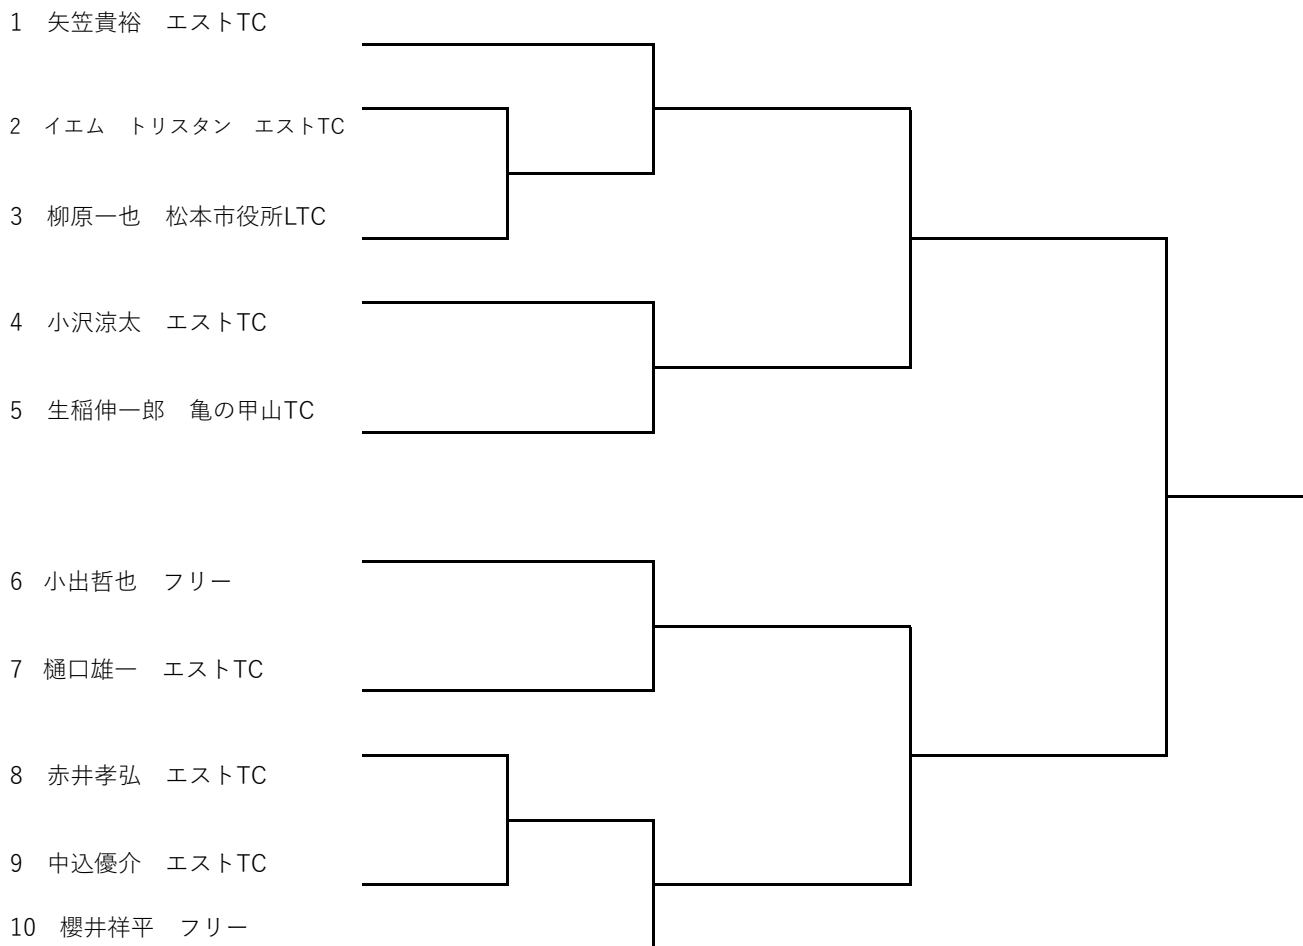 1　矢笠貴裕　エストTC
2　イエム　トリスタン　エストTC
3　柳原一也　松本市役所LTC
4　小沢涼太　エストTC
5　生稲伸一郎　亀の甲山TC
6　小出哲也　フリー
7　樋口雄一　エストTC
8　赤井孝弘　エストTC
9　中込優介　エストTC
10　櫻井祥平　フリー